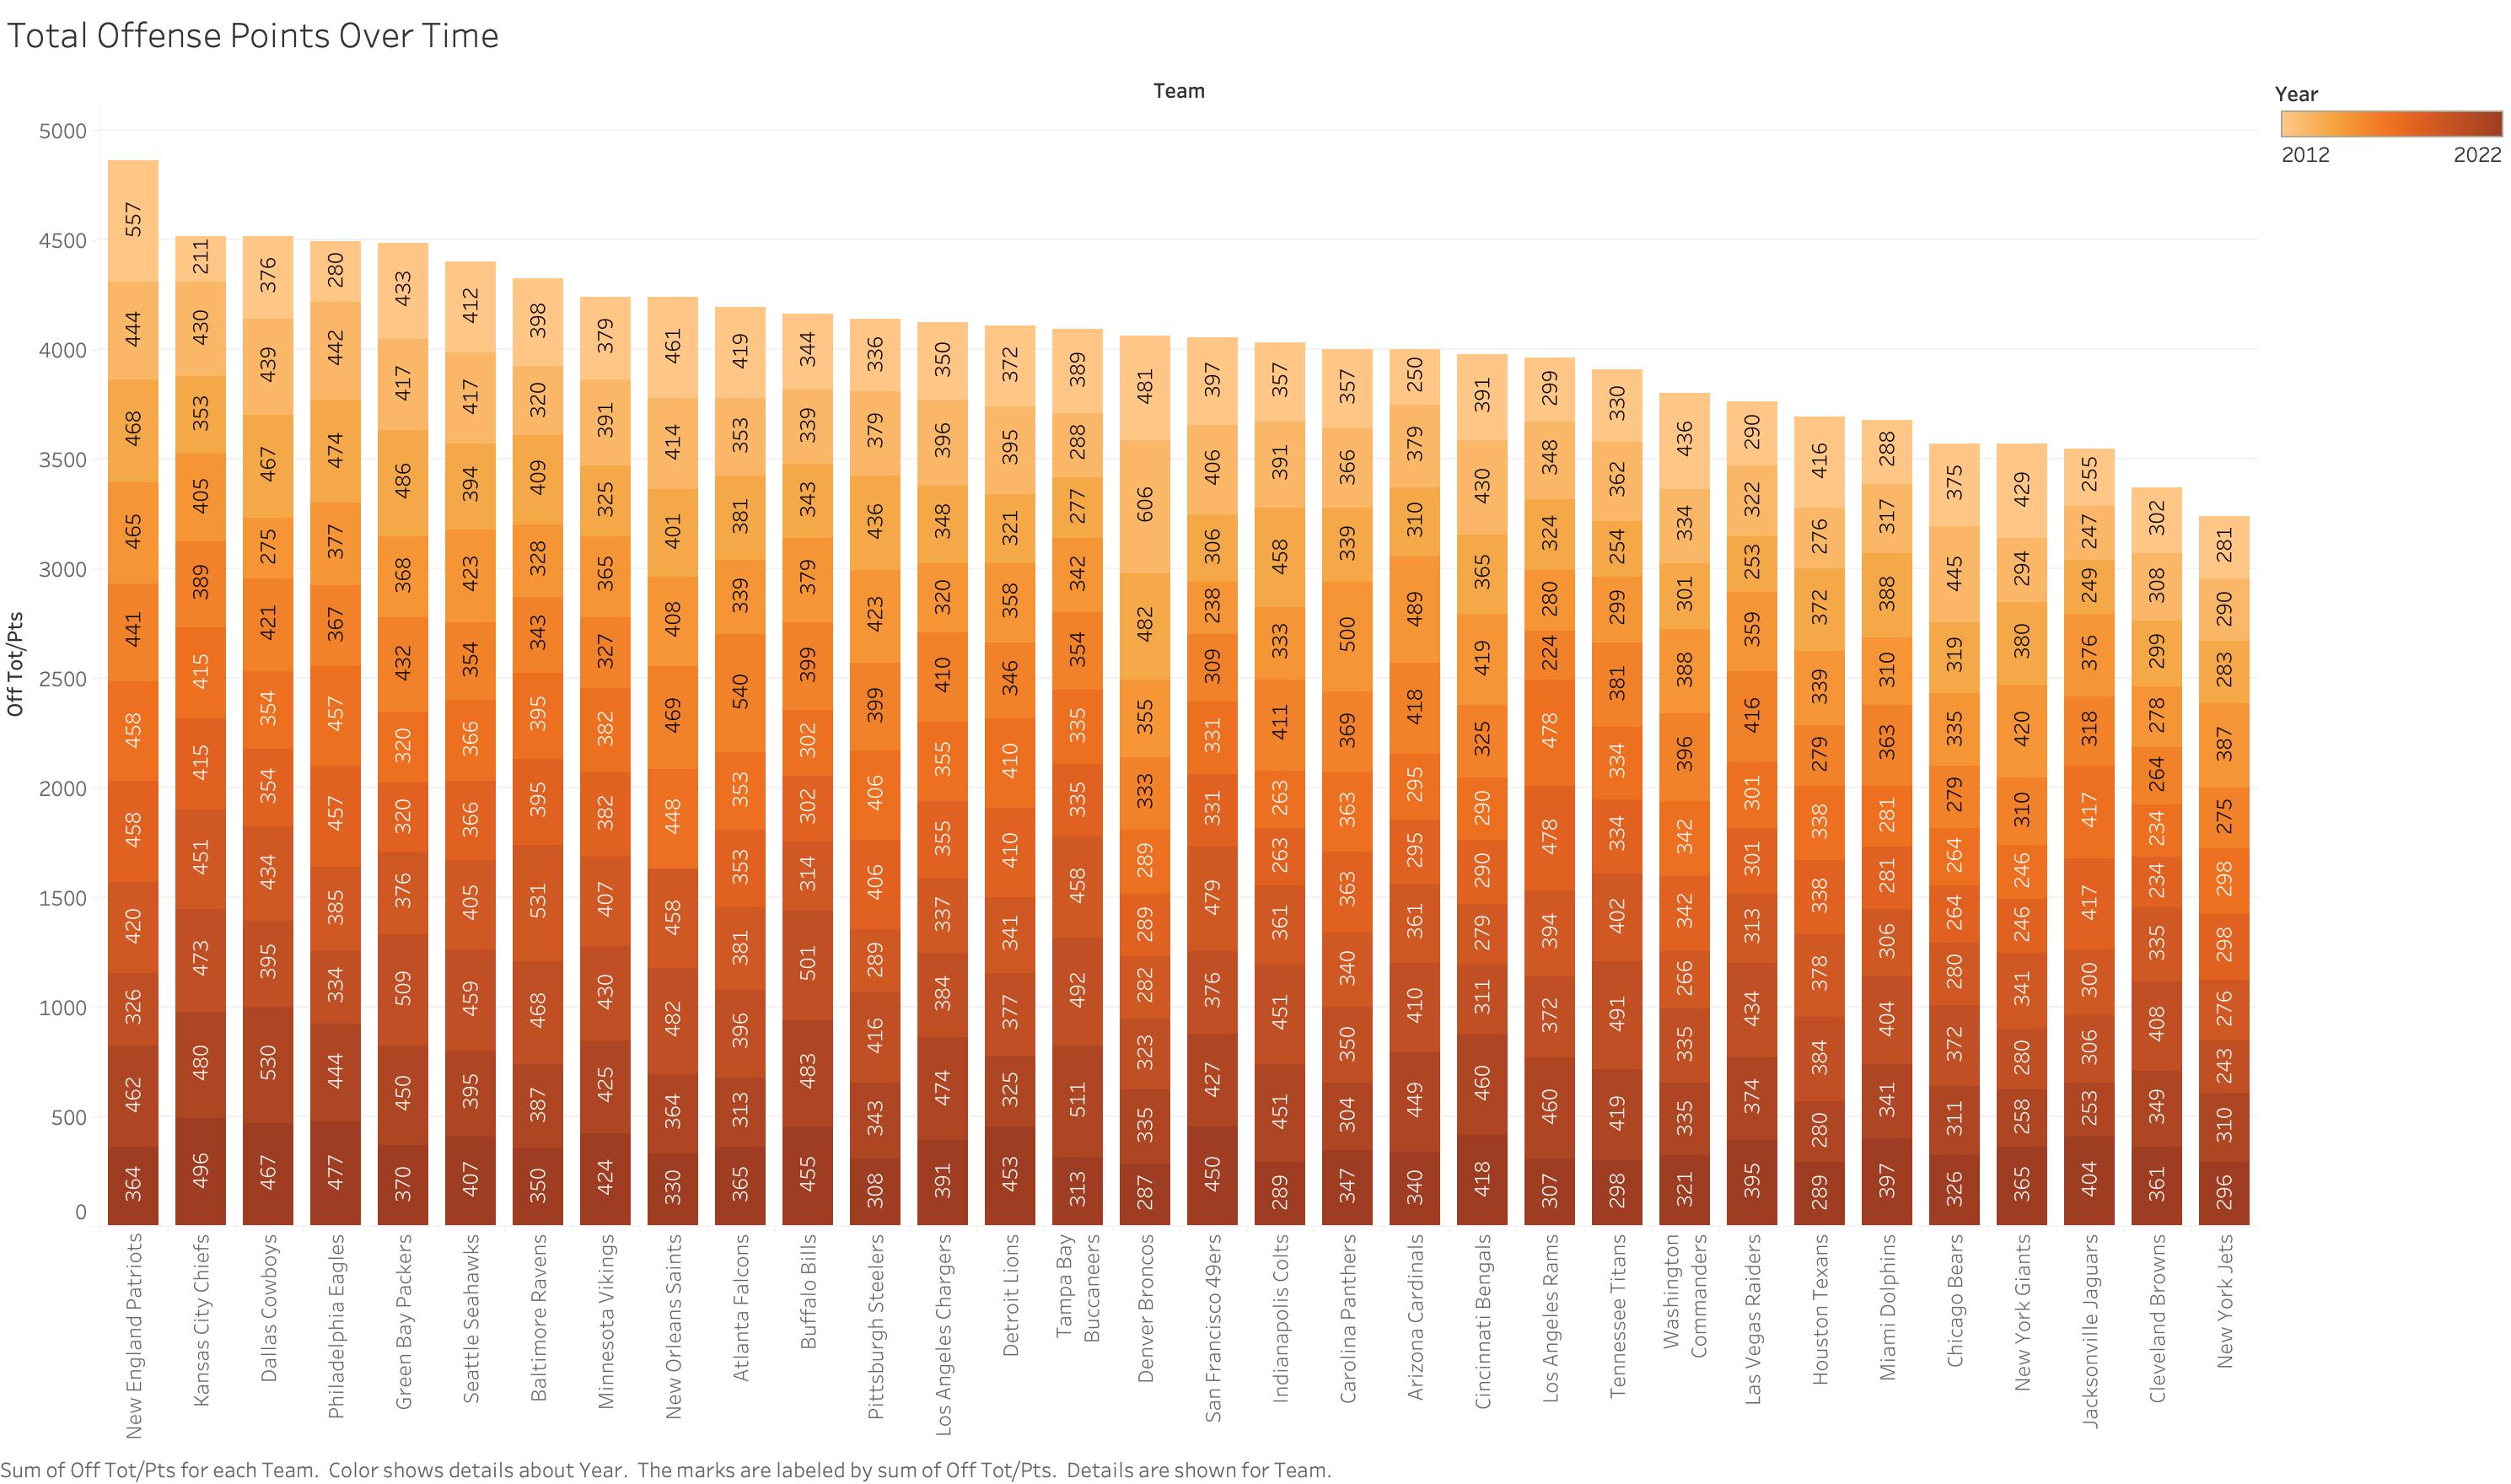 Total Offense Points Over Time
Team
Year
2012 2022
Off Tot/Pts
5000
4500
4000
3500
3000
2500
2000
1500
1000
500
0
557 444 468 465 441 458 458 420 326 462 364
211 430 353 405 389 415 415 451 473 480 496
376 439 467 275 421 354 354 434 395 530 467
280 442 474 377 367 457 457 385 334 444 477
433 417 486 368 432 320 320 376 509 450 370
412 417 394 423 354 366 366 405 459 395 407
398 320 409 328 343 395 395 531 468 387 350
379 391 325 365 327 382 382 407 430 425 424
461 414 401 408 469 448 458 482 364 330
419 353 381 339 540 353 353 381 396 313 365
344 339 343 379 399 302 302 314 501 483 455
336 379 436 423 399 406 406 289 416 343 308
350 396 348 320 410 355 355 337 384 474 391
372 395 321 358 346 410 410 341 377 325 453
389 288 277 342 354 335 335 458 492 511 313
481 606 482 355 333 289 289 282 323 335 287
397 406 306 238 309 331 331 479 376 427 450
357 391 458 333 411 263 263 361 451 451 289
357 366 339 500 369 363 363 340 350 304 347
250 379 310 489 418 295 295 361 410 449 340
391 430 365 419 325 290 290 279 311 460 418
299 348 324 280 224 478 478 394 372 460 307
330 362 254 299 381 334 334 402 491 419 298
436 334 301 388 396 342 342 266 335 335 321
290 322 253 359 416 301 301 313 434 374 395
416 276 372 339 279 338 338 378 384 280 289
288 317 388 310 363 281 281 306 404 341 397
375 445 319 335 279 264 264 280 372 311 326
429 294 380 420 310 246 246 341 280 258 365
255 247 249 376 318 417 417 300 306 253 404
302 308 299 278 264 234 234 335 408 349 361
281 290 283 387 275 298 298 276 243 310 296
New England Patriots
Kansas City Chiefs
Dallas Cowboys
Philadelphia Eagles
Green Bay Packers
Seattle Seahawks
Baltimore Ravens
Minnesota Vikings
New Orleans Saints
Atlanta Falcons
Buffalo Bills
Pittsburgh Steelers
Los Angeles Chargers
Detroit Lions
Tampa Bay
Buccaneers
Denver Broncos
San Francisco 49ers
Indianapolis Colts
Carolina Panthers
Arizona Cardinals
Cincinnati Bengals
Los Angeles Rams
Tennessee Titans
Washington
Commanders
Las Vegas Raiders
Houston Texans
Miami Dolphins
Chicago Bears
New York Giants
Jacksonville Jaguars
Cleveland Browns
New York Jets
Sum of Off Tot/Pts for each Team. Color shows details about Year. The marks are labeled by sum of Off Tot/Pts. Details are shown for Team.